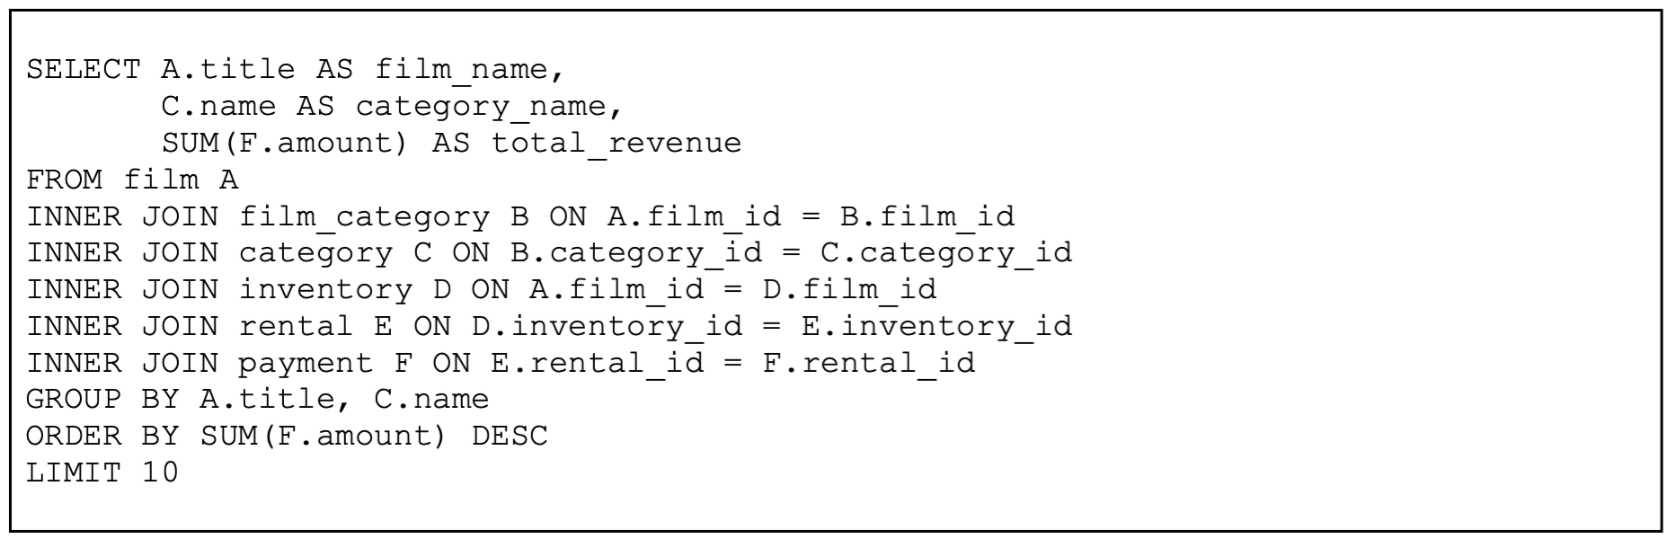 SELECT A.title AS film_name,
       C.name AS category_name,
       SUM(F.amount) AS total_revenue
FROM film A
INNER JOIN film_category B ON A.film_id = B.film_id
INNER JOIN category C ON B.category_id = C.category_id
INNER JOIN inventory D ON A.film_id = D.film_id
INNER JOIN rental E ON D.inventory_id = E.inventory_id
INNER JOIN payment F ON E.rental_id = F.rental_id
GROUP BY A.title, C.name
ORDER BY SUM(F.amount) DESC
LIMIT 10